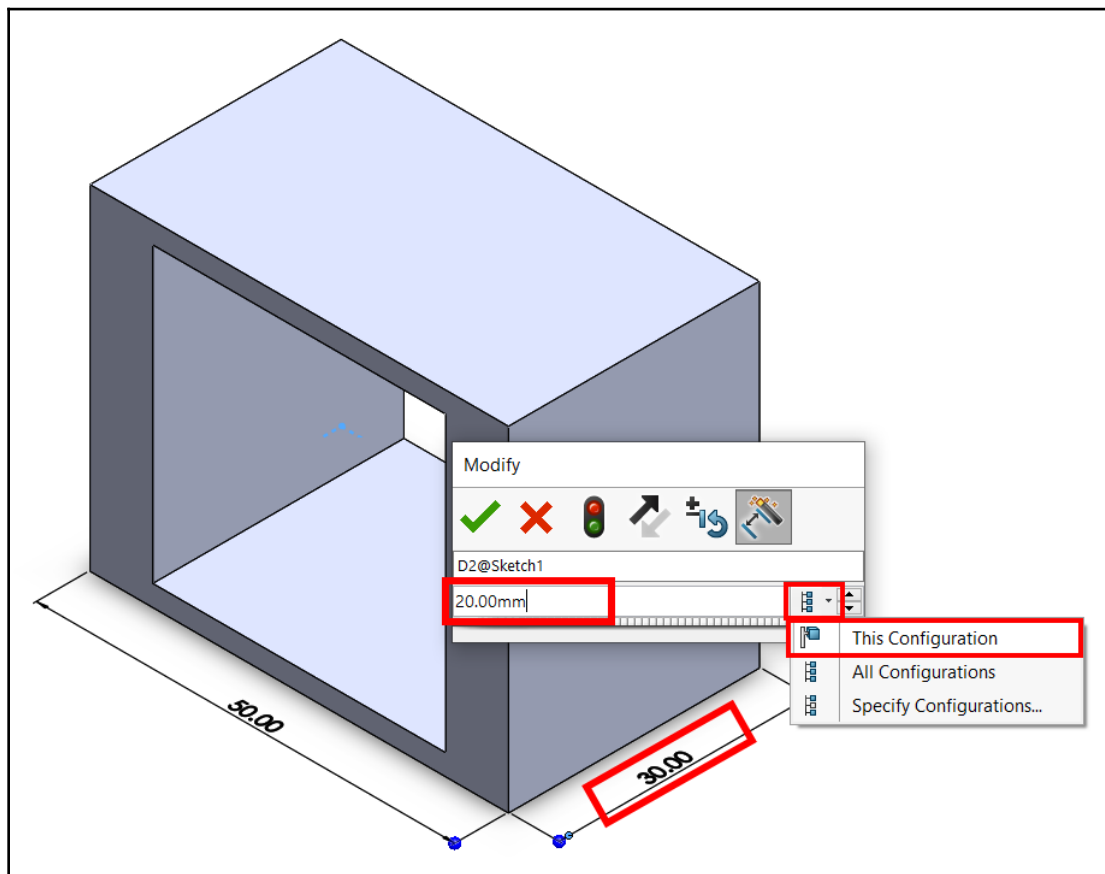 Modify
D2@Sketch1
20.00mm
This Configuration
All Configurations
Specify Configurations...
50.00
30.00